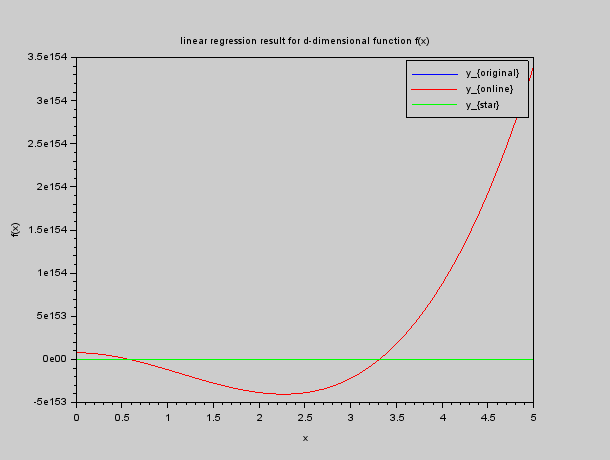 linear regression result for d-dimensional function f(x)
3.5e154
3e154
2.5e154
2e154
1.5e154
1e154
5e153
0e00
-5e153
f(x)
y_{original}
y_{online}
y_{star}
0
0.5
1
1.5
2
2.5
3
3.5
4
4.5
5
x